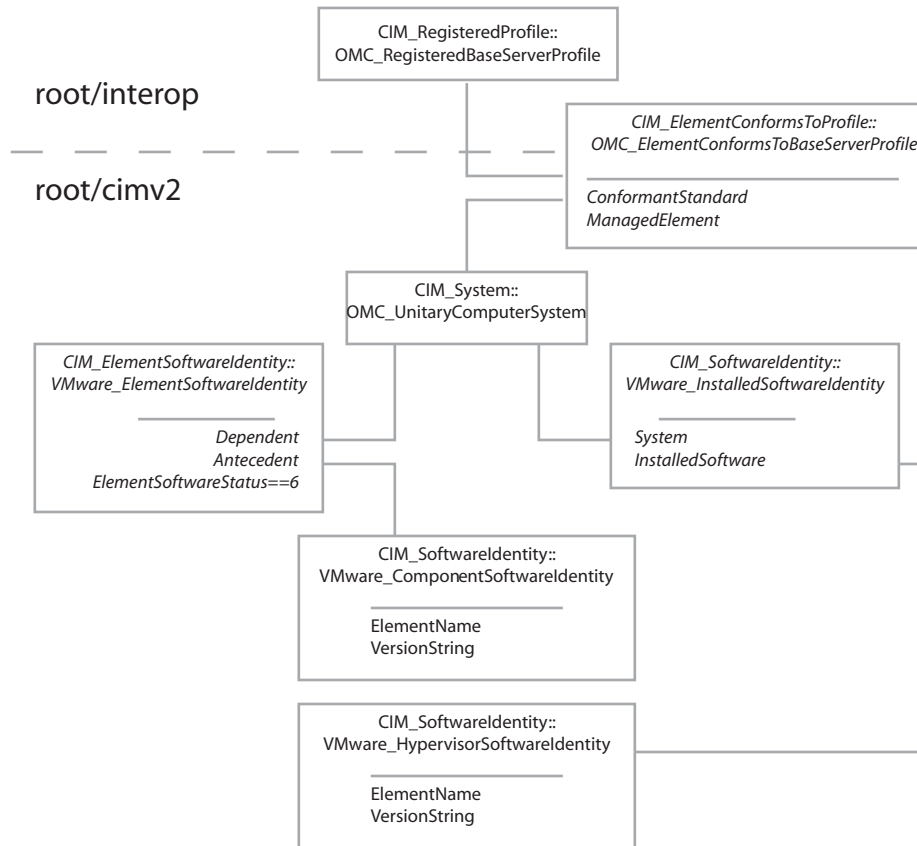 CIM_RegisteredProfile::
OMC_RegisteredBaseServerProfile
root/interop
CIM_ElementConformsToProfile::
OMC_ElementConformsToBaseServerProfile
ConformantStandard
ManagedElement
root/cimv2
CIM_System::
OMC_UnitaryComputerSystem
CIM_ElementSoftwareIdentity::
VMware_ElementSoftwareIdentity
Dependent
Antecedent
ElementSoftwareStatus==6
CIM_SoftwareIdentity::
VMware_InstalledSoftwareIdentity
System
InstalledSoftware
CIM_SoftwareIdentity::
VMware_ComponentSoftwareIdentity
ElementName
VersionString
CIM_SoftwareIdentity::
VMware_HypervisorSoftwareIdentity
ElementName
VersionString